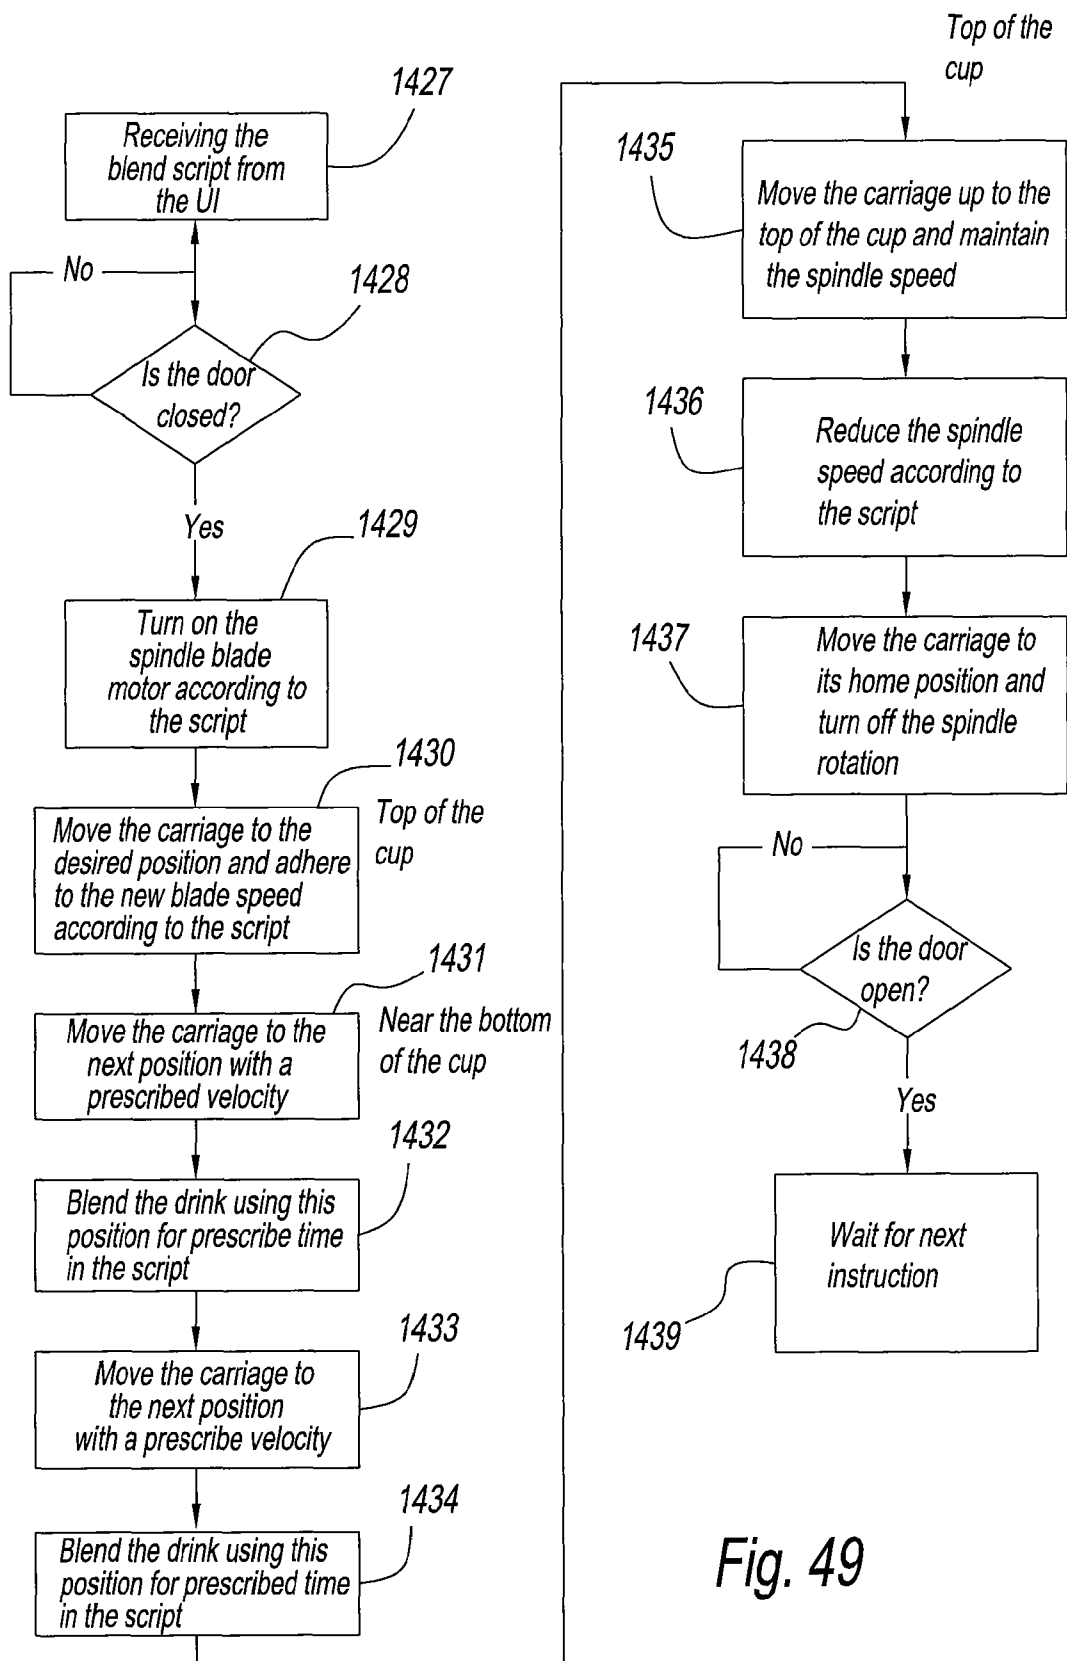 1427
Receiving the
blend script from
the UI
No
1428
Is the door
closed?
Yes
1429
Turn on the
spindle blade
motor according to
the script
1430
Top of the
cup
Move the carriage to the
desired position and adhere
to the new blade speed
according to the script
1431
Near the bottom
of the cup
Move the carriage to the
next position with a
prescribed velocity
1432
Blend the drink using this
position for prescribe time
in the script
1433
Move the carriage to
the next position
with a prescribe velocity
1434
Blend the drink using this
position for prescribed time
in the script
Top of the
cup
1435
Move the carriage up to the
top of the cup and maintain
the spindle speed
1436
Reduce the spindle
speed according to
the script
1437
Move the carriage to
its home position and
turn off the spindle
rotation
No
Is the door
open?
1438
Yes
Wait for next
instruction
1439
Fig. 49